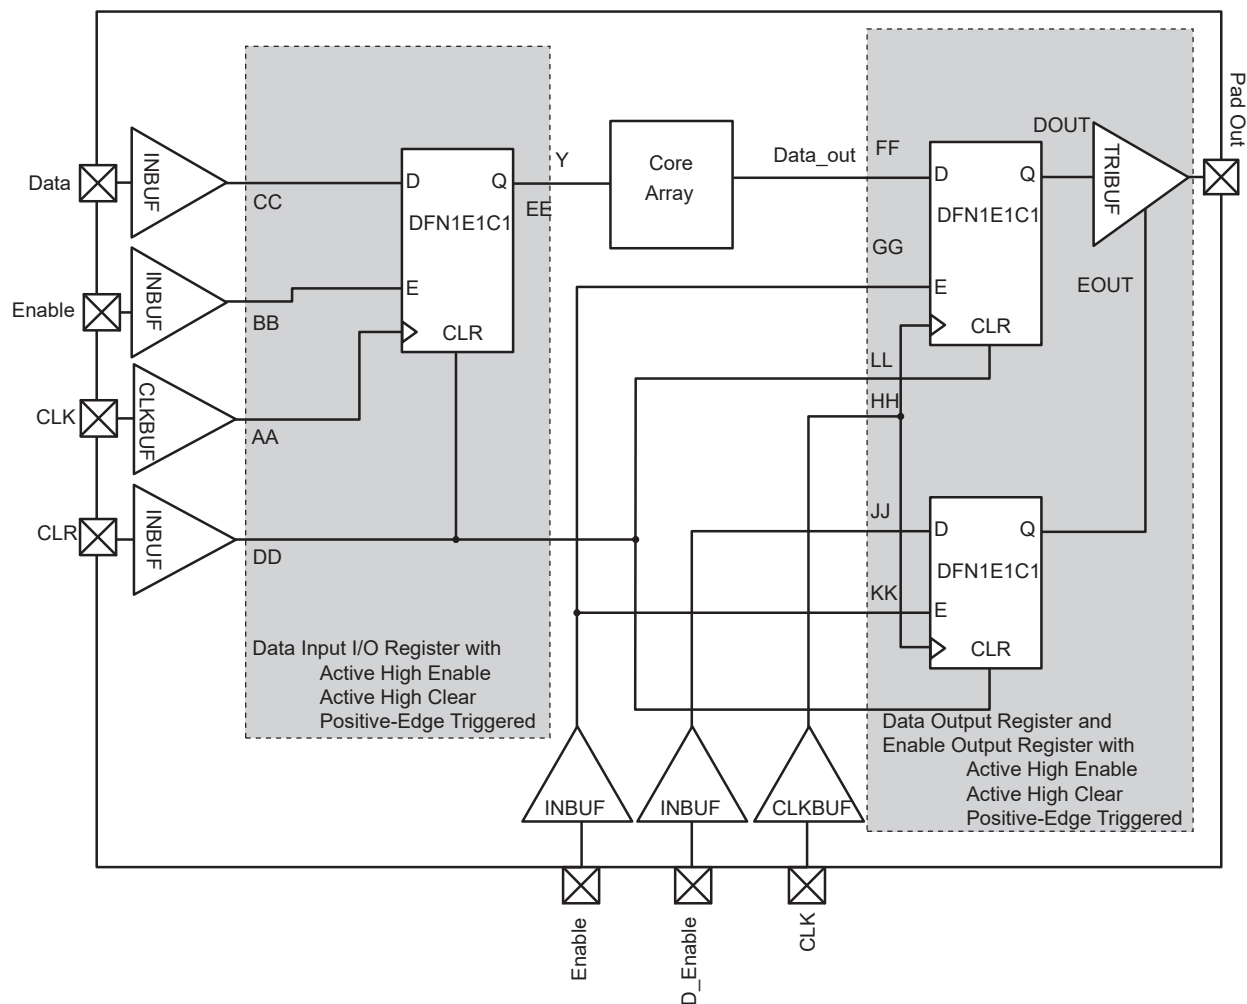 Data
INBUF
CC
Enable
INBUF
BB
CLK
CLKBUF
AA
CLR
INBUF
DD
D
Q
DFN1E1C1
E
CLR
Y
EE
Core
Array
Data_out
FF
GG
D
Q
DFN1E1C1
E
CLR
DOUT
TRIBUF
Pad Out
EOUT
LL
HH
JJ
KK
D
Q
DFN1E1C1
E
CLR
Data Input I/O Register with
Active High Enable
Active High Clear
Positive-Edge Triggered
Data Output Register and
Enable Output Register with
Active High Enable
Active High Clear
Positive-Edge Triggered
INBUF
INBUF
CLKBUF
Enable
D_Enable
CLK